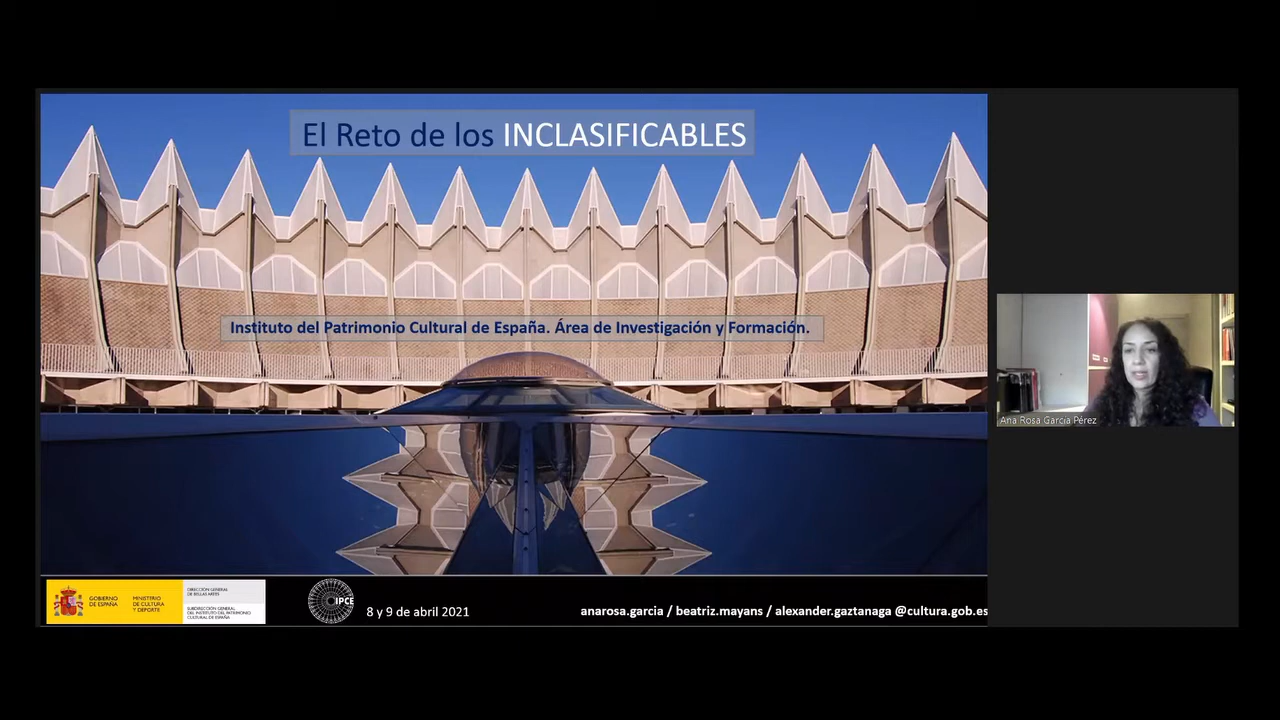 El Reto de los INCLASIFICABLES
Instituto del Patrimonio Cultural de España. Área de Investigación y Formación.
Ana Rosa García Pérez
GOBIERNO
DE ESPAÑA
MINISTERIO
DE CULTURA
Y DEPORTE
DIRECCIÓN GENERAL
DE BELLAS ARTES
SUBDIRECCIÓN GENERAL
DEL INSTITUTO DEL PATRIMONIO
CULTURAL DE ESPAÑA
IPCE
8 y 9 de abril 2021
anarosa.garcia / beatriz.mayans / alexander.gaztanaga @cultura.gob.es